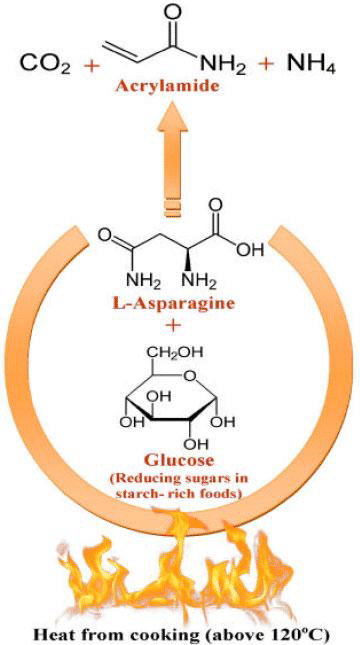 O
CO2 + NH2 + NH4
Acrylamide
O
O
OH
NH2 NH2
L-Asparagine
+
CH2OH
O
OH
OH OH
OH
Glucose
(Reducing sugars in
starch- rich foods)
Heat from cooking (above 120°C)